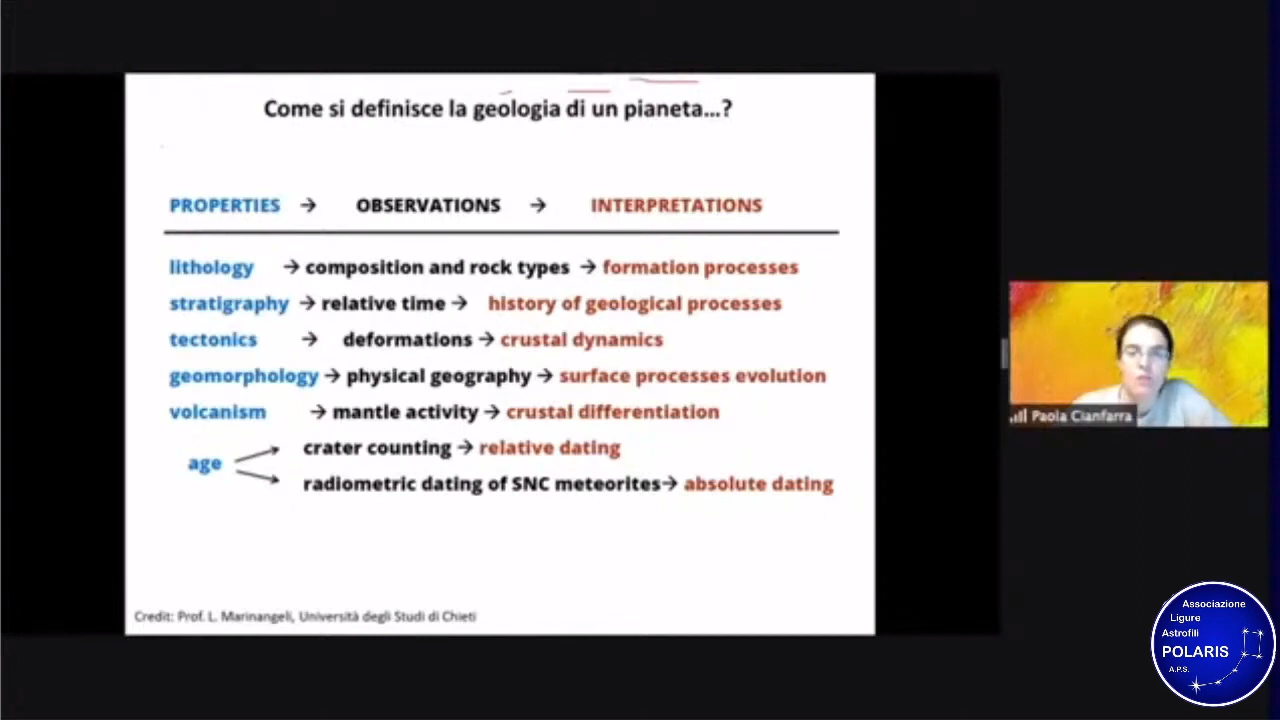 Come si definisce la geologia di un pianeta...?
PROPERTIES → OBSERVATIONS → INTERPRETATIONS
lithology → composition and rock types → formation processes
stratigraphy → relative time → history of geological processes
tectonics → deformations → crustal dynamics
geomorphology → physical geography → surface processes evolution
volcanism → mantle activity → crustal differentiation
age
crater counting → relative dating
radiometric dating of SNC meteorites → absolute dating
Credit: Prof. L. Marinangeli, Università degli Studi di Chieti
Paola Cianfarra
Associazione
Ligure
Astrofili
POLARIS
A.P.S.